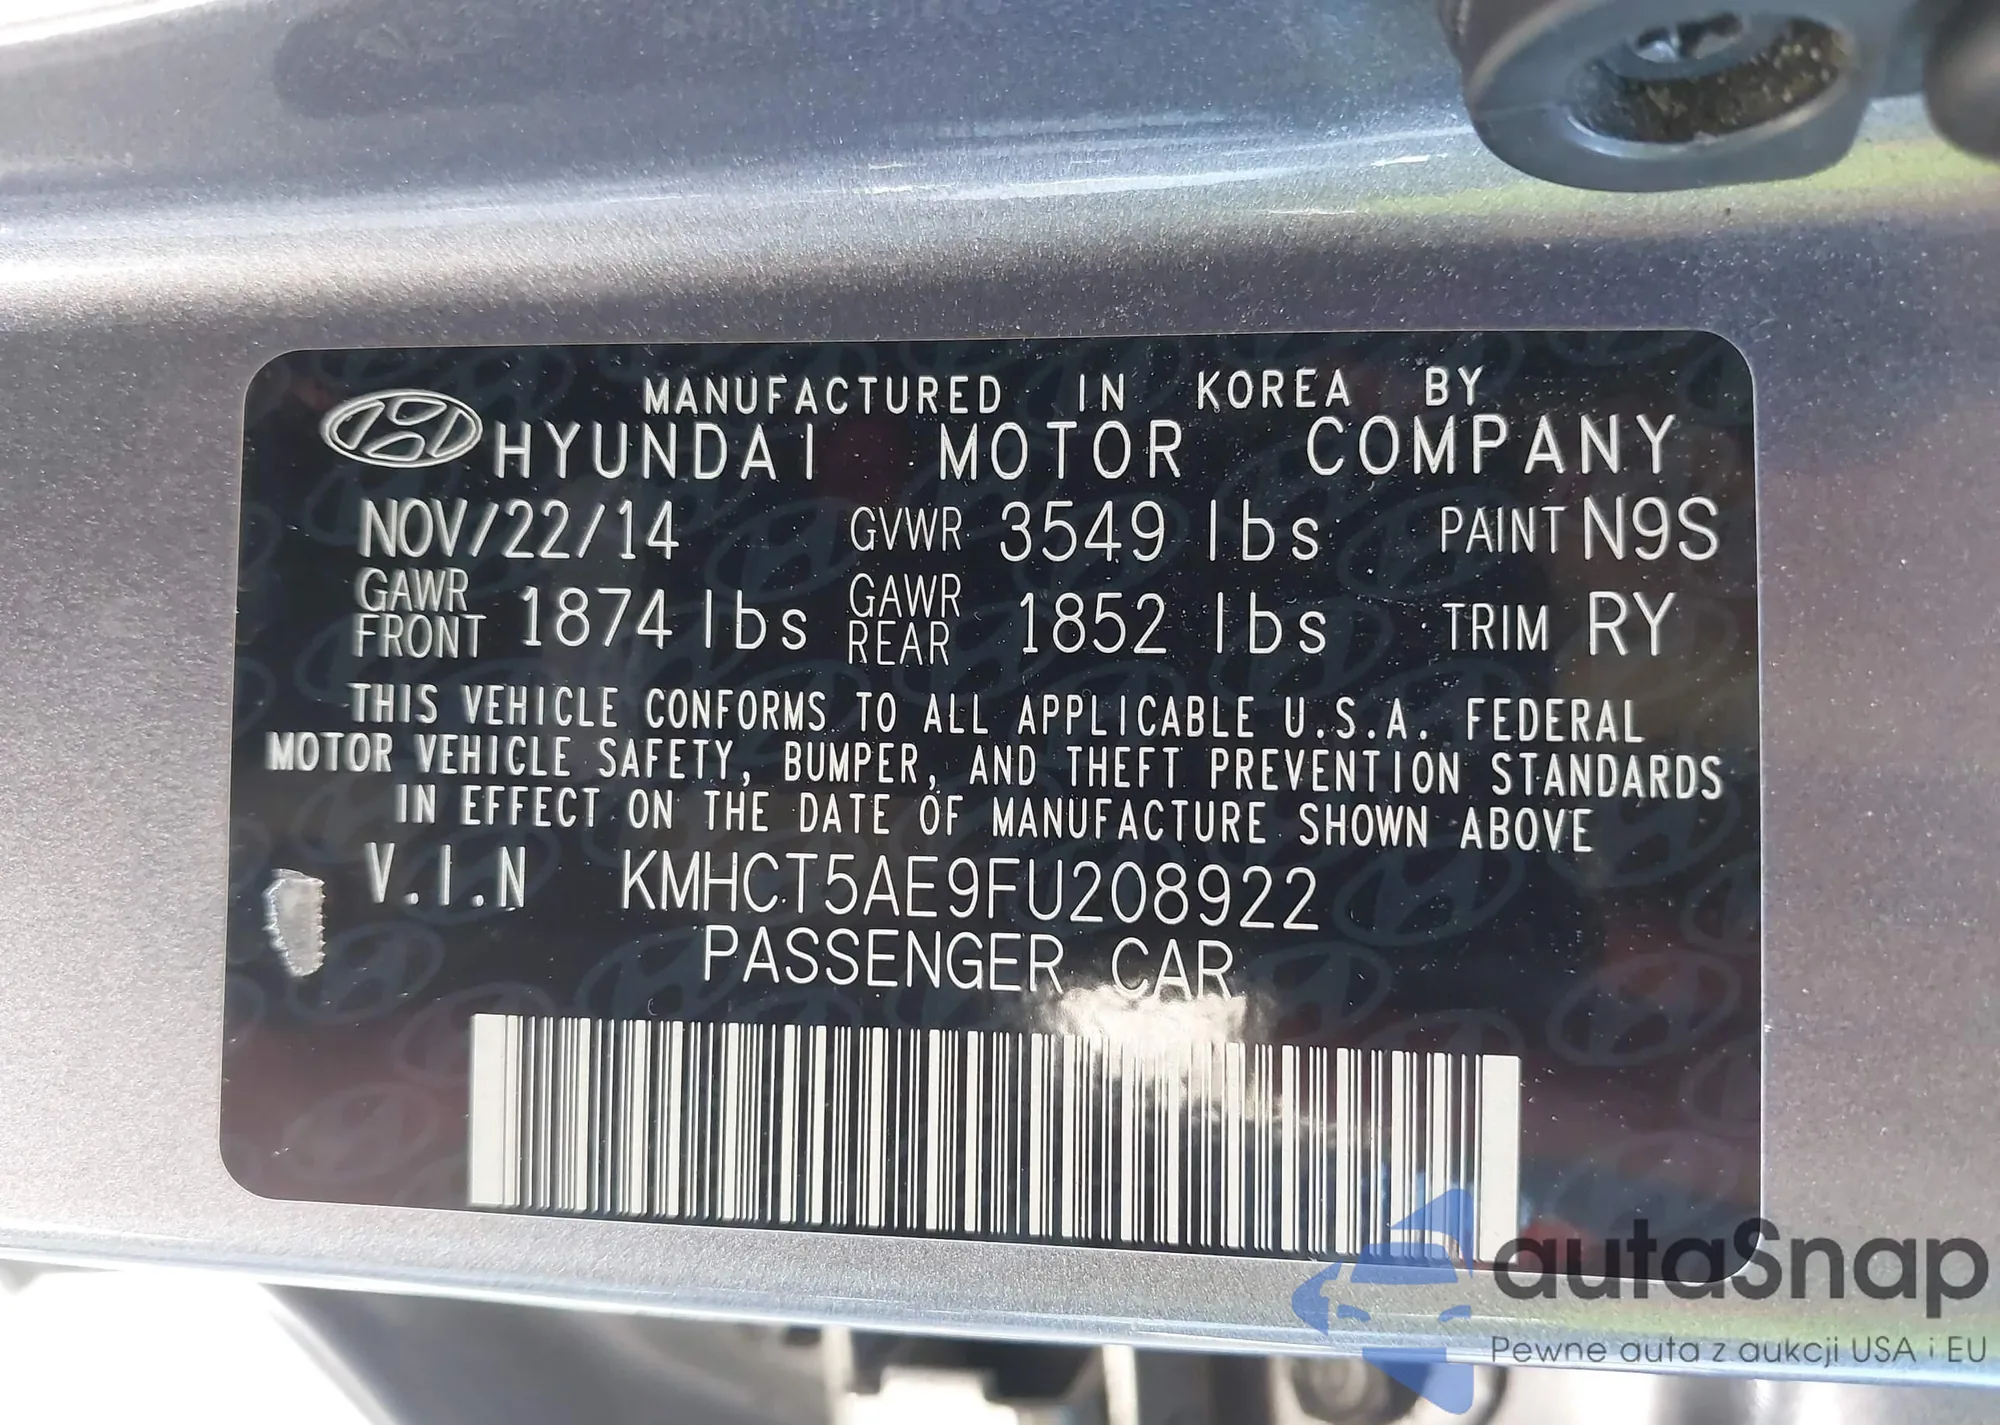 MANUFACTURED IN KOREA BY
HYUNDAI MOTOR COMPANY
NOV/22/14 GVWR 3549 lbs PAINT N9S
GAWR FRONT 1874 lbs GAWR REAR 1852 lbs TRIM RY
THIS VEHICLE CONFORMS TO ALL APPLICABLE U.S.A. FEDERAL
MOTOR VEHICLE SAFETY, BUMPER, AND THEFT PREVENTION STANDARDS
IN EFFECT ON THE DATE OF MANUFACTURE SHOWN ABOVE
V.I.N KMHCT5AE9FU208922
PASSENGER CAR
autaSnap
Pewne auta z aukcji USA i EU